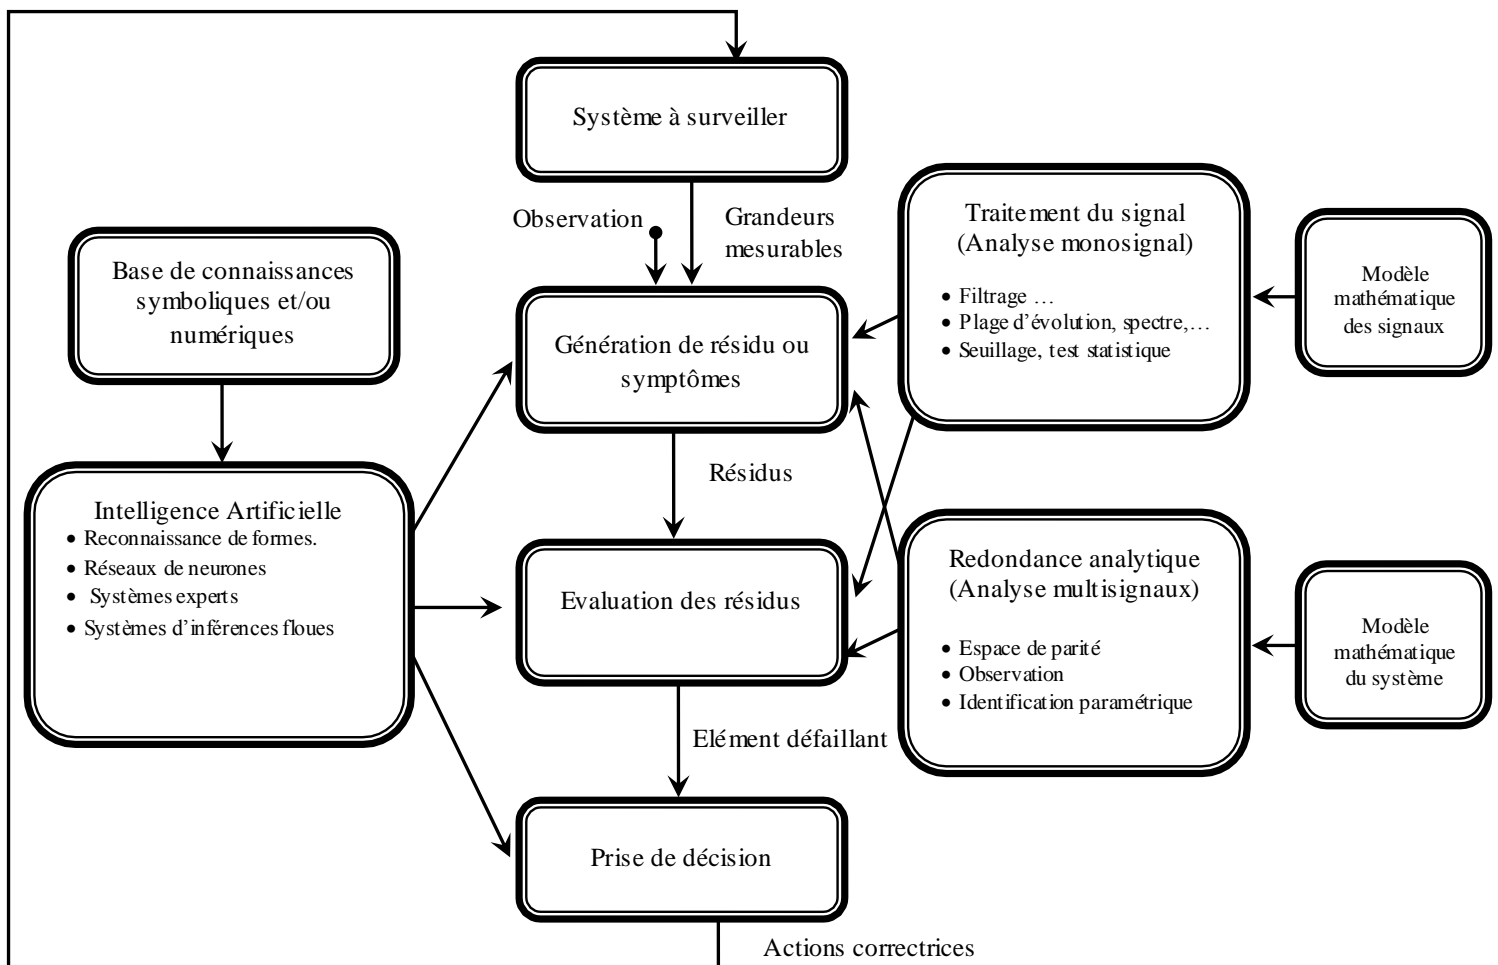 Système à surveiller
Observation
Grandeurs
mesurables
Base de connaissances
symboliques et/ou
numériques
Génération de résidu ou
symptômes
Traitement du signal
(Analyse monosignal)
• Filtrage …
• Plage d’évolution, spectre,…
• Seuillage, test statistique
Modèle
mathématique
des signaux
Résidus
Intelligence Artificielle
• Reconnaissance de formes.
• Réseaux de neurones
• Systèmes experts
• Systèmes d’inférences floues
Evaluation des résidus
Redondance analytique
(Analyse multisignaux)
• Espace de parité
• Observation
• Identification paramétrique
Modèle
mathématique
du système
Elément défaillant
Prise de décision
Actions correctrices